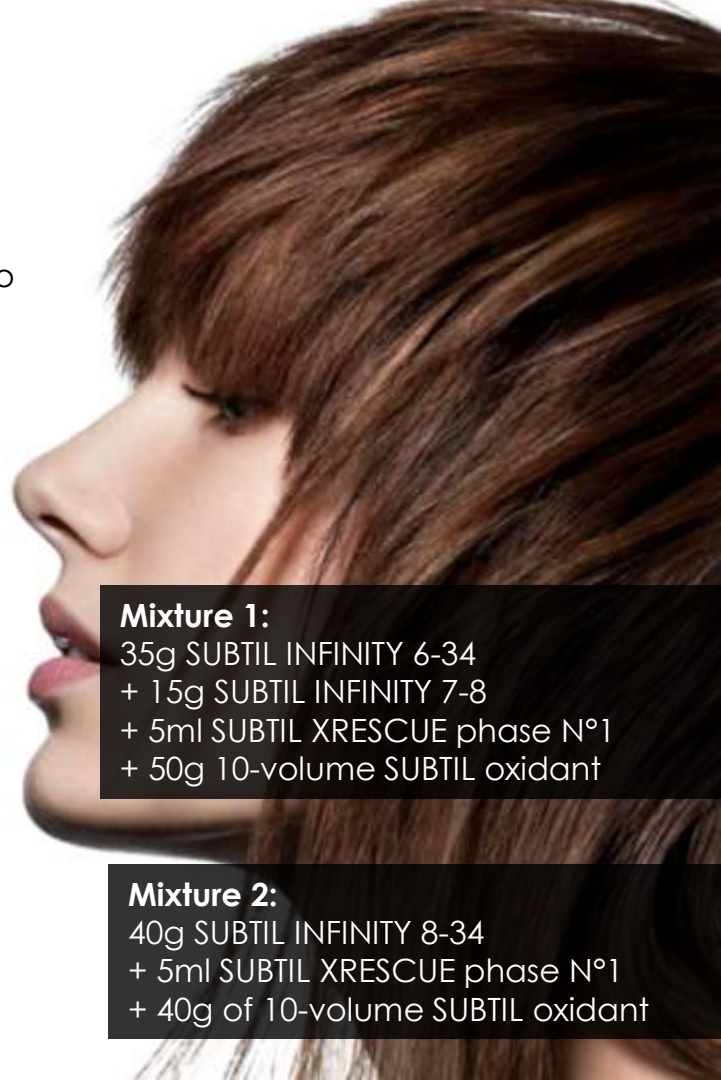 o
Mixture 1:
35g SUBTIL INFINITY 6-34
+ 15g SUBTIL INFINITY 7-8
+ 5ml SUBTIL XRESCUE phase N°1
+ 50g 10-volume SUBTIL oxidant
Mixture 2:
40g SUBTIL INFINITY 8-34
+ 5ml SUBTIL XRESCUE phase N°1
+ 40g of 10-volume SUBTIL oxidant